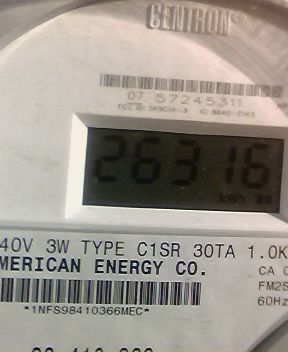 CENTRON®
07 57245311
26316
kWh
40V 3W TYPE C1SR 30TA 1.0K
MERICAN ENERGY CO.
CA 0
FM2S
60Hz
*1NFS98410366MEC*